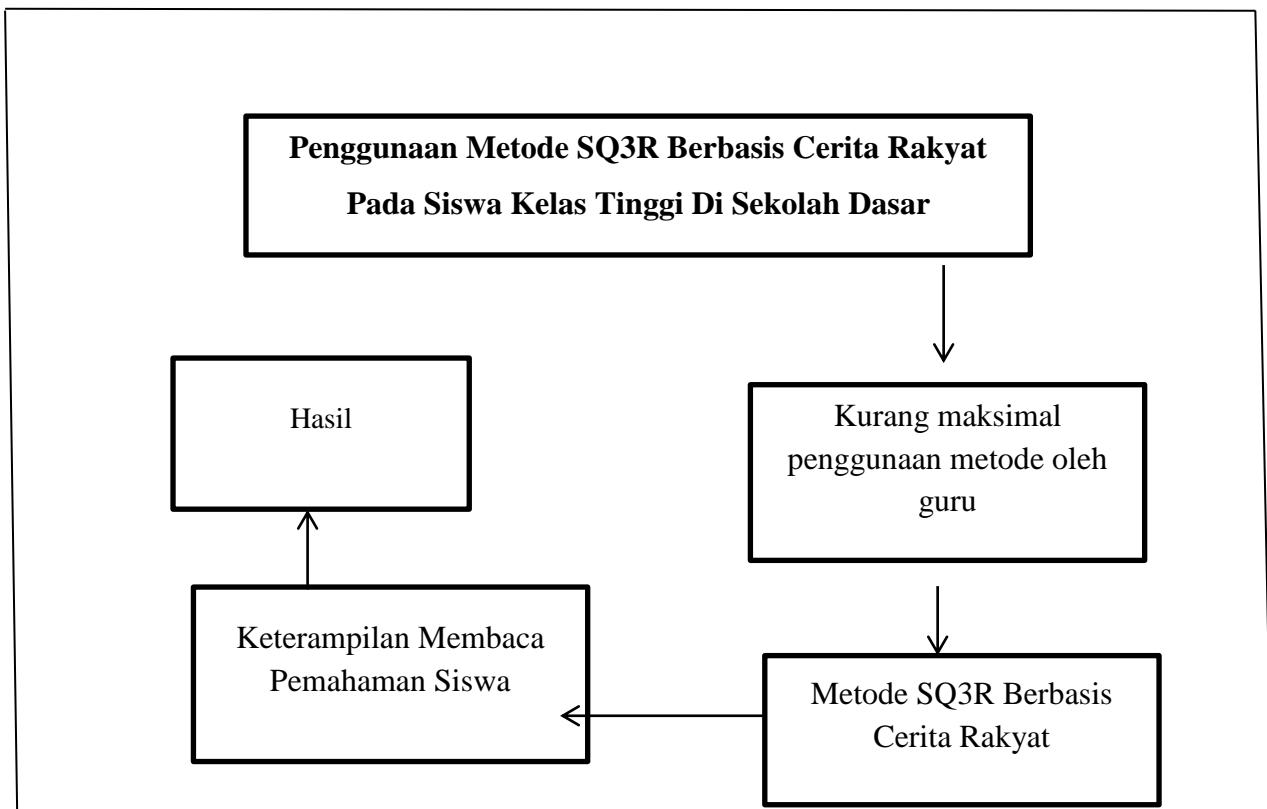 Penggunaan Metode SQ3R Berbasis Cerita Rakyat
Pada Siswa Kelas Tinggi Di Sekolah Dasar
Hasil
Kurang maksimal
penggunaan metode oleh
guru
Keterampilan Membaca
Pemahaman Siswa
Metode SQ3R Berbasis
Cerita Rakyat